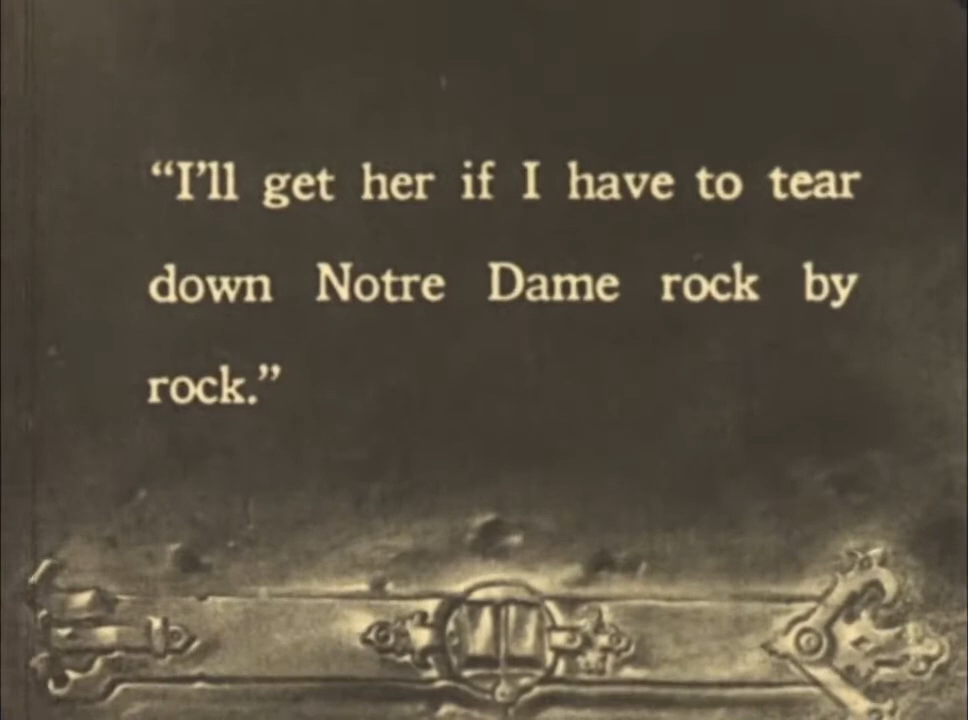 “I’ll get her if I have to tear
down Notre Dame rock by
rock.”